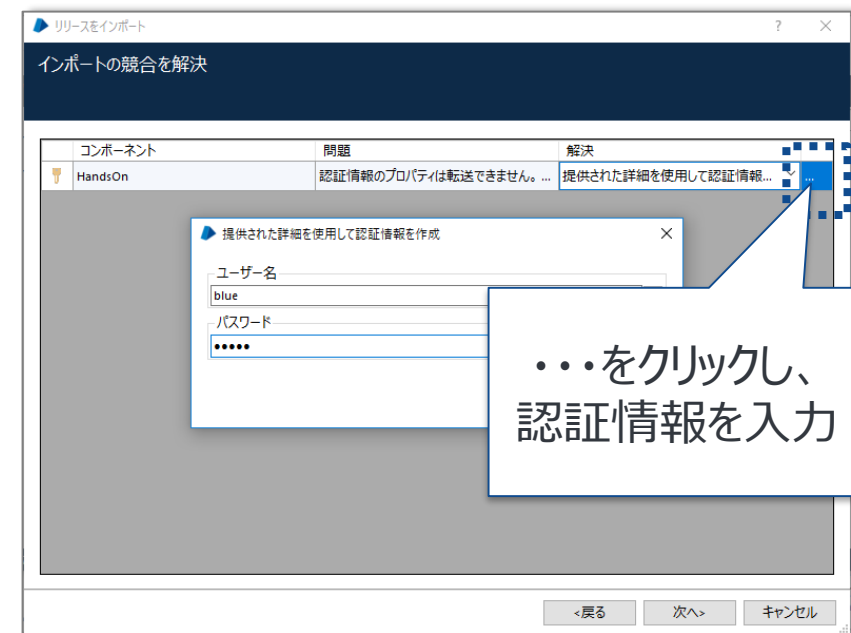 リリースをインポート
インポートの競合を解決
コンポーネント 問題 解決
HandsOn 認証情報のプロパティは転送できません。 ... 提供された詳細を使用して認証情報... ...
提供された詳細を使用して認証情報を作成
ユーザー名
blue
パスワード
•••••
・・・をクリックし、
認証情報を入力
<戻る 次へ> キャンセル